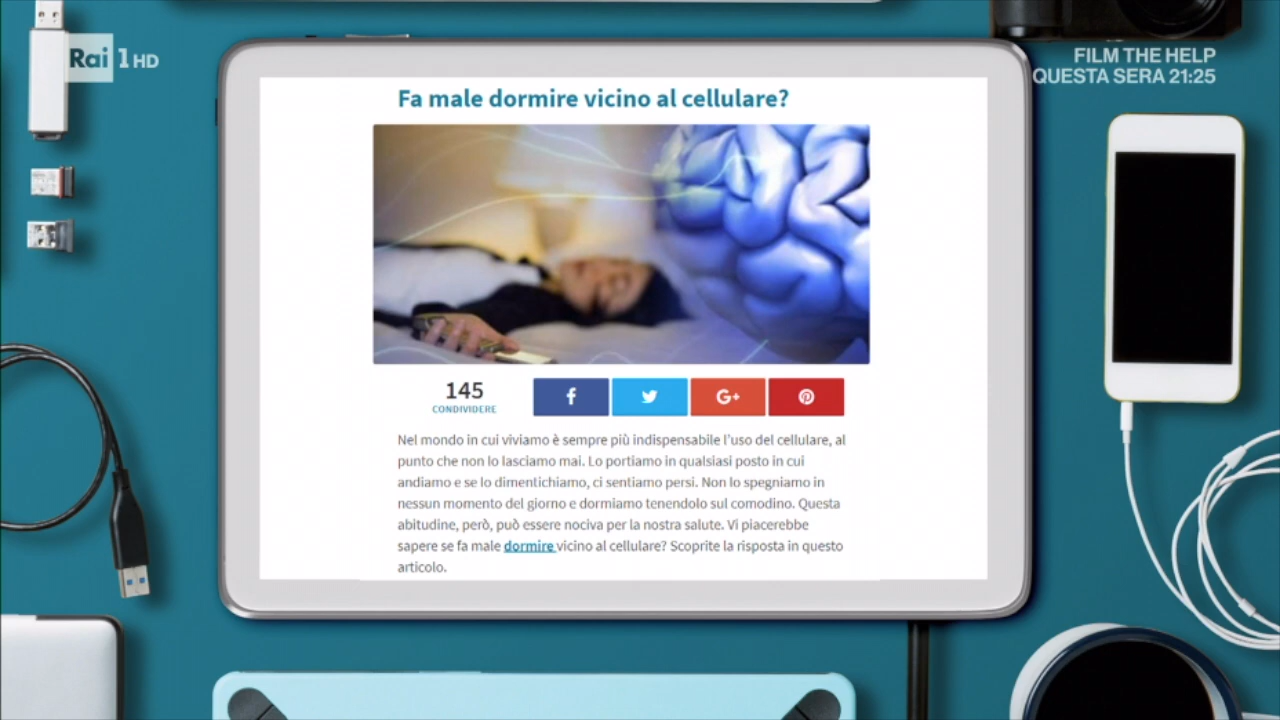 Rai 1 HD
FILM THE HELP
QUESTA SERA 21:25
Fa male dormire vicino al cellulare?
145
CONDIVIDERE
f
G+
Nel mondo in cui viviamo è sempre più indispensabile l'uso del cellulare, al
punto che non lo lasciamo mai. Lo portiamo in qualsiasi posto in cui
andiamo e se lo dimentichiamo, ci sentiamo persi. Non lo spegniamo in
nessun momento del giorno e dormiamo tenendolo sul comodino. Questa
abitudine, però, può essere nociva per la nostra salute. Vi piacerebbe
sapere se fa male dormire vicino al cellulare? Scoprite la risposta in questo
articolo.